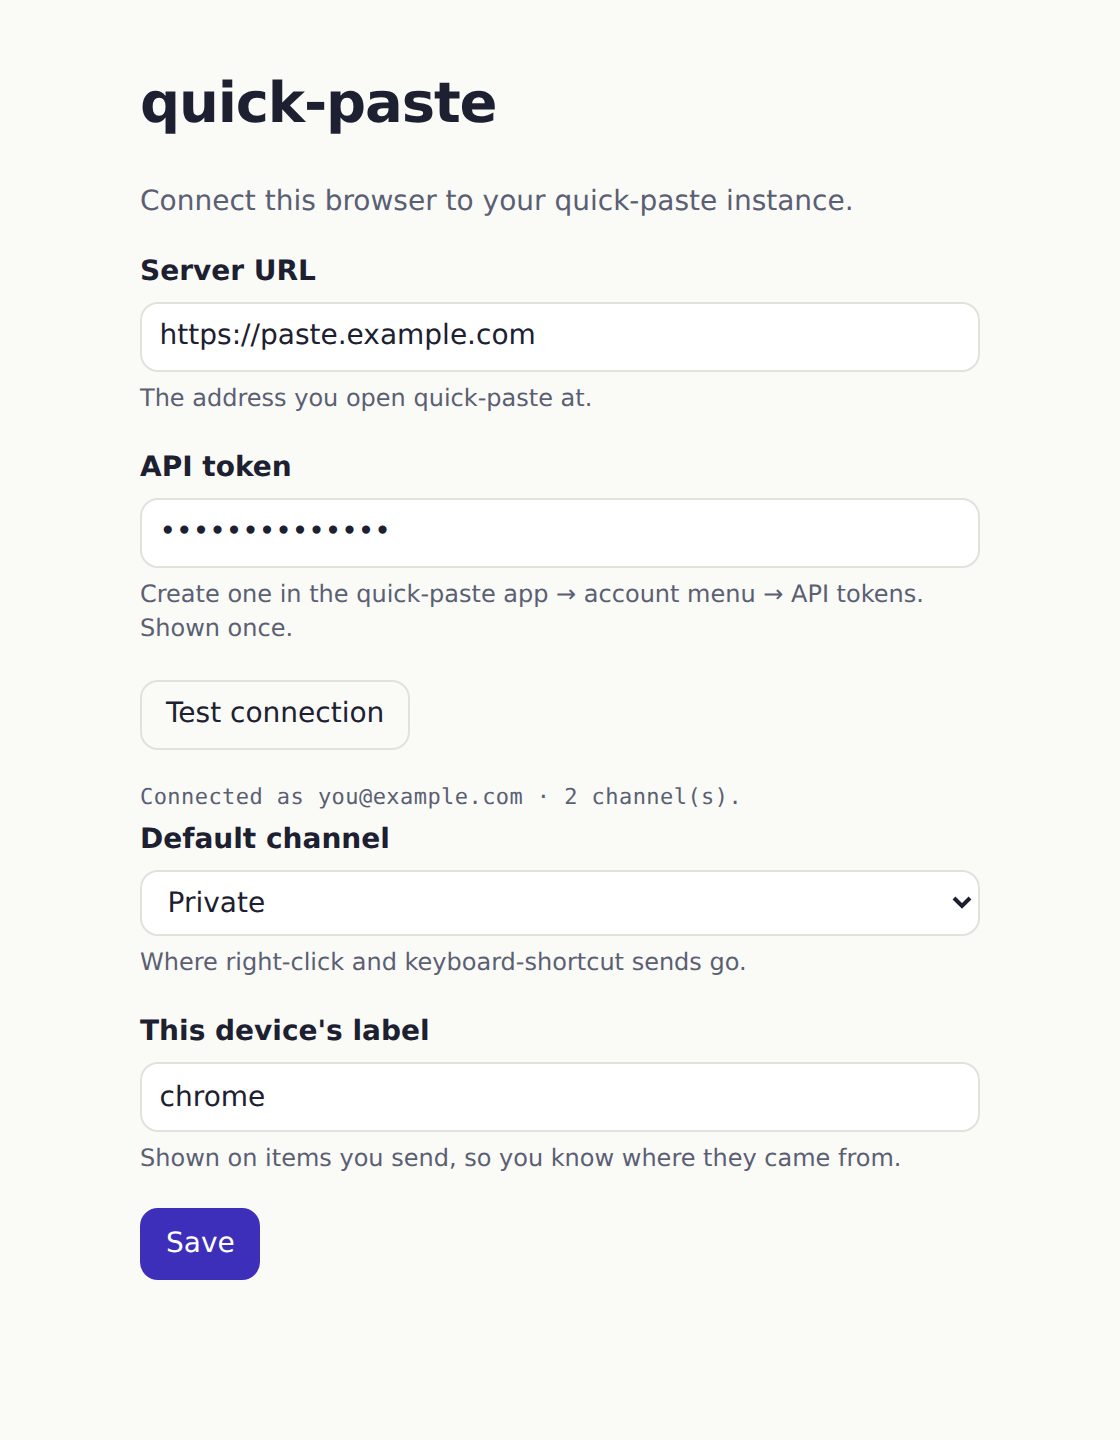 quick-paste
Connect this browser to your quick-paste instance.
Server URL
https://paste.example.com
The address you open quick-paste at.
API token
••••••••••••••
Create one in the quick-paste app → account menu → API tokens.
Shown once.
Test connection
Connected as you@example.com · 2 channel(s).
Default channel
Private
Where right-click and keyboard-shortcut sends go.
This device's label
chrome
Shown on items you send, so you know where they came from.
Save